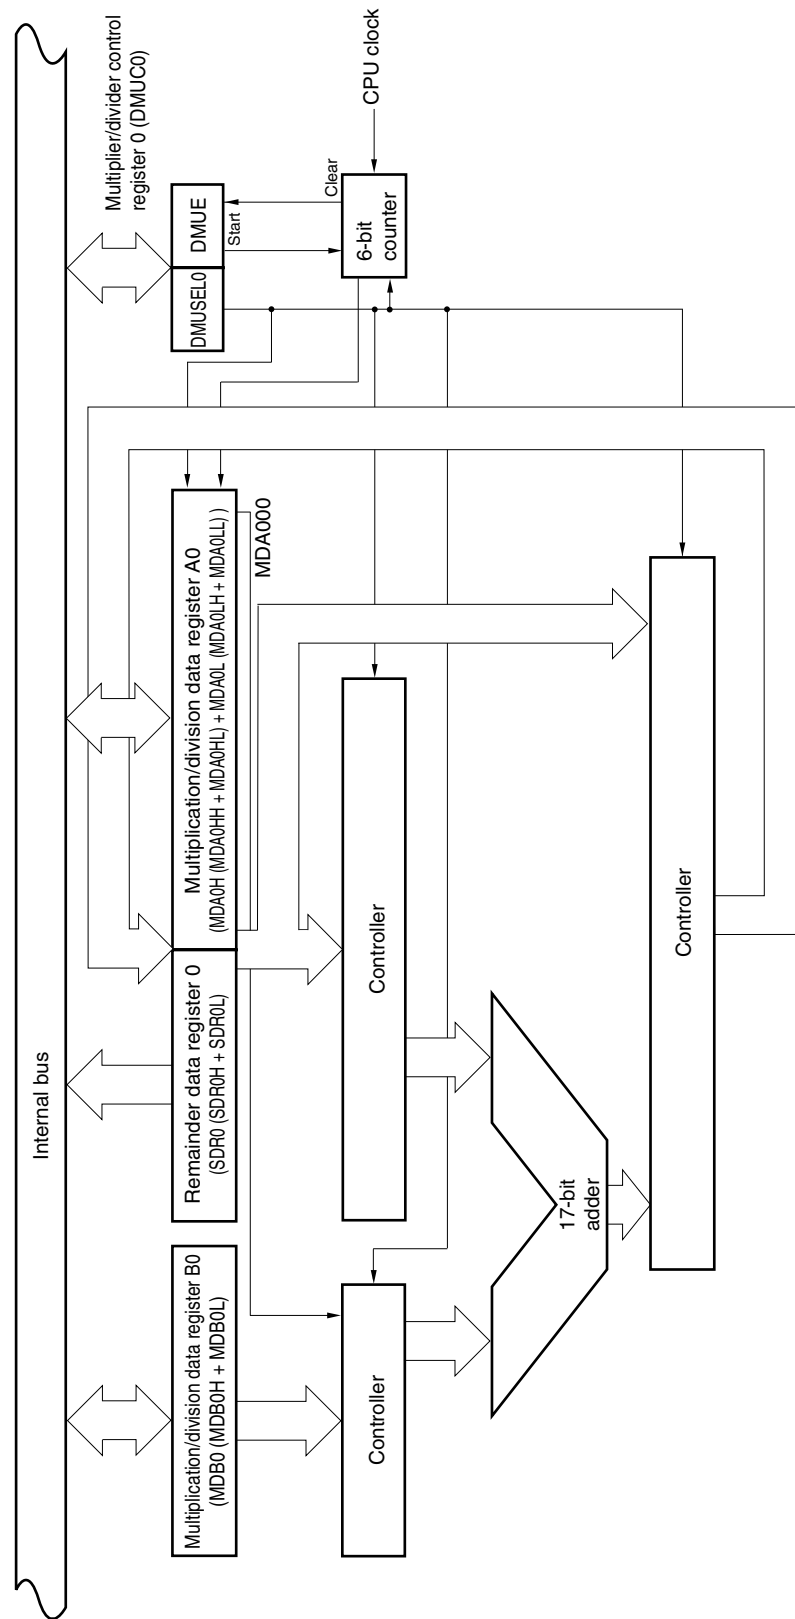 Internal bus
Multiplication/division data register B0
(MDB0 (MDB0H + MDB0L)
Remainder data register 0
(SDR0 (SDR0H + SDR0L)
Multiplication/division data register A0
(MDA0H (MDA0HH + MDA0HL) + MDA0L (MDA0LH + MDA0LL) )
DMUSEL0
DMUE
Multiplier/divider control
register 0 (DMUC0)
Start
Clear
MDA000
6-bit
counter
CPU clock
Controller
Controller
17-bit
adder
Controller